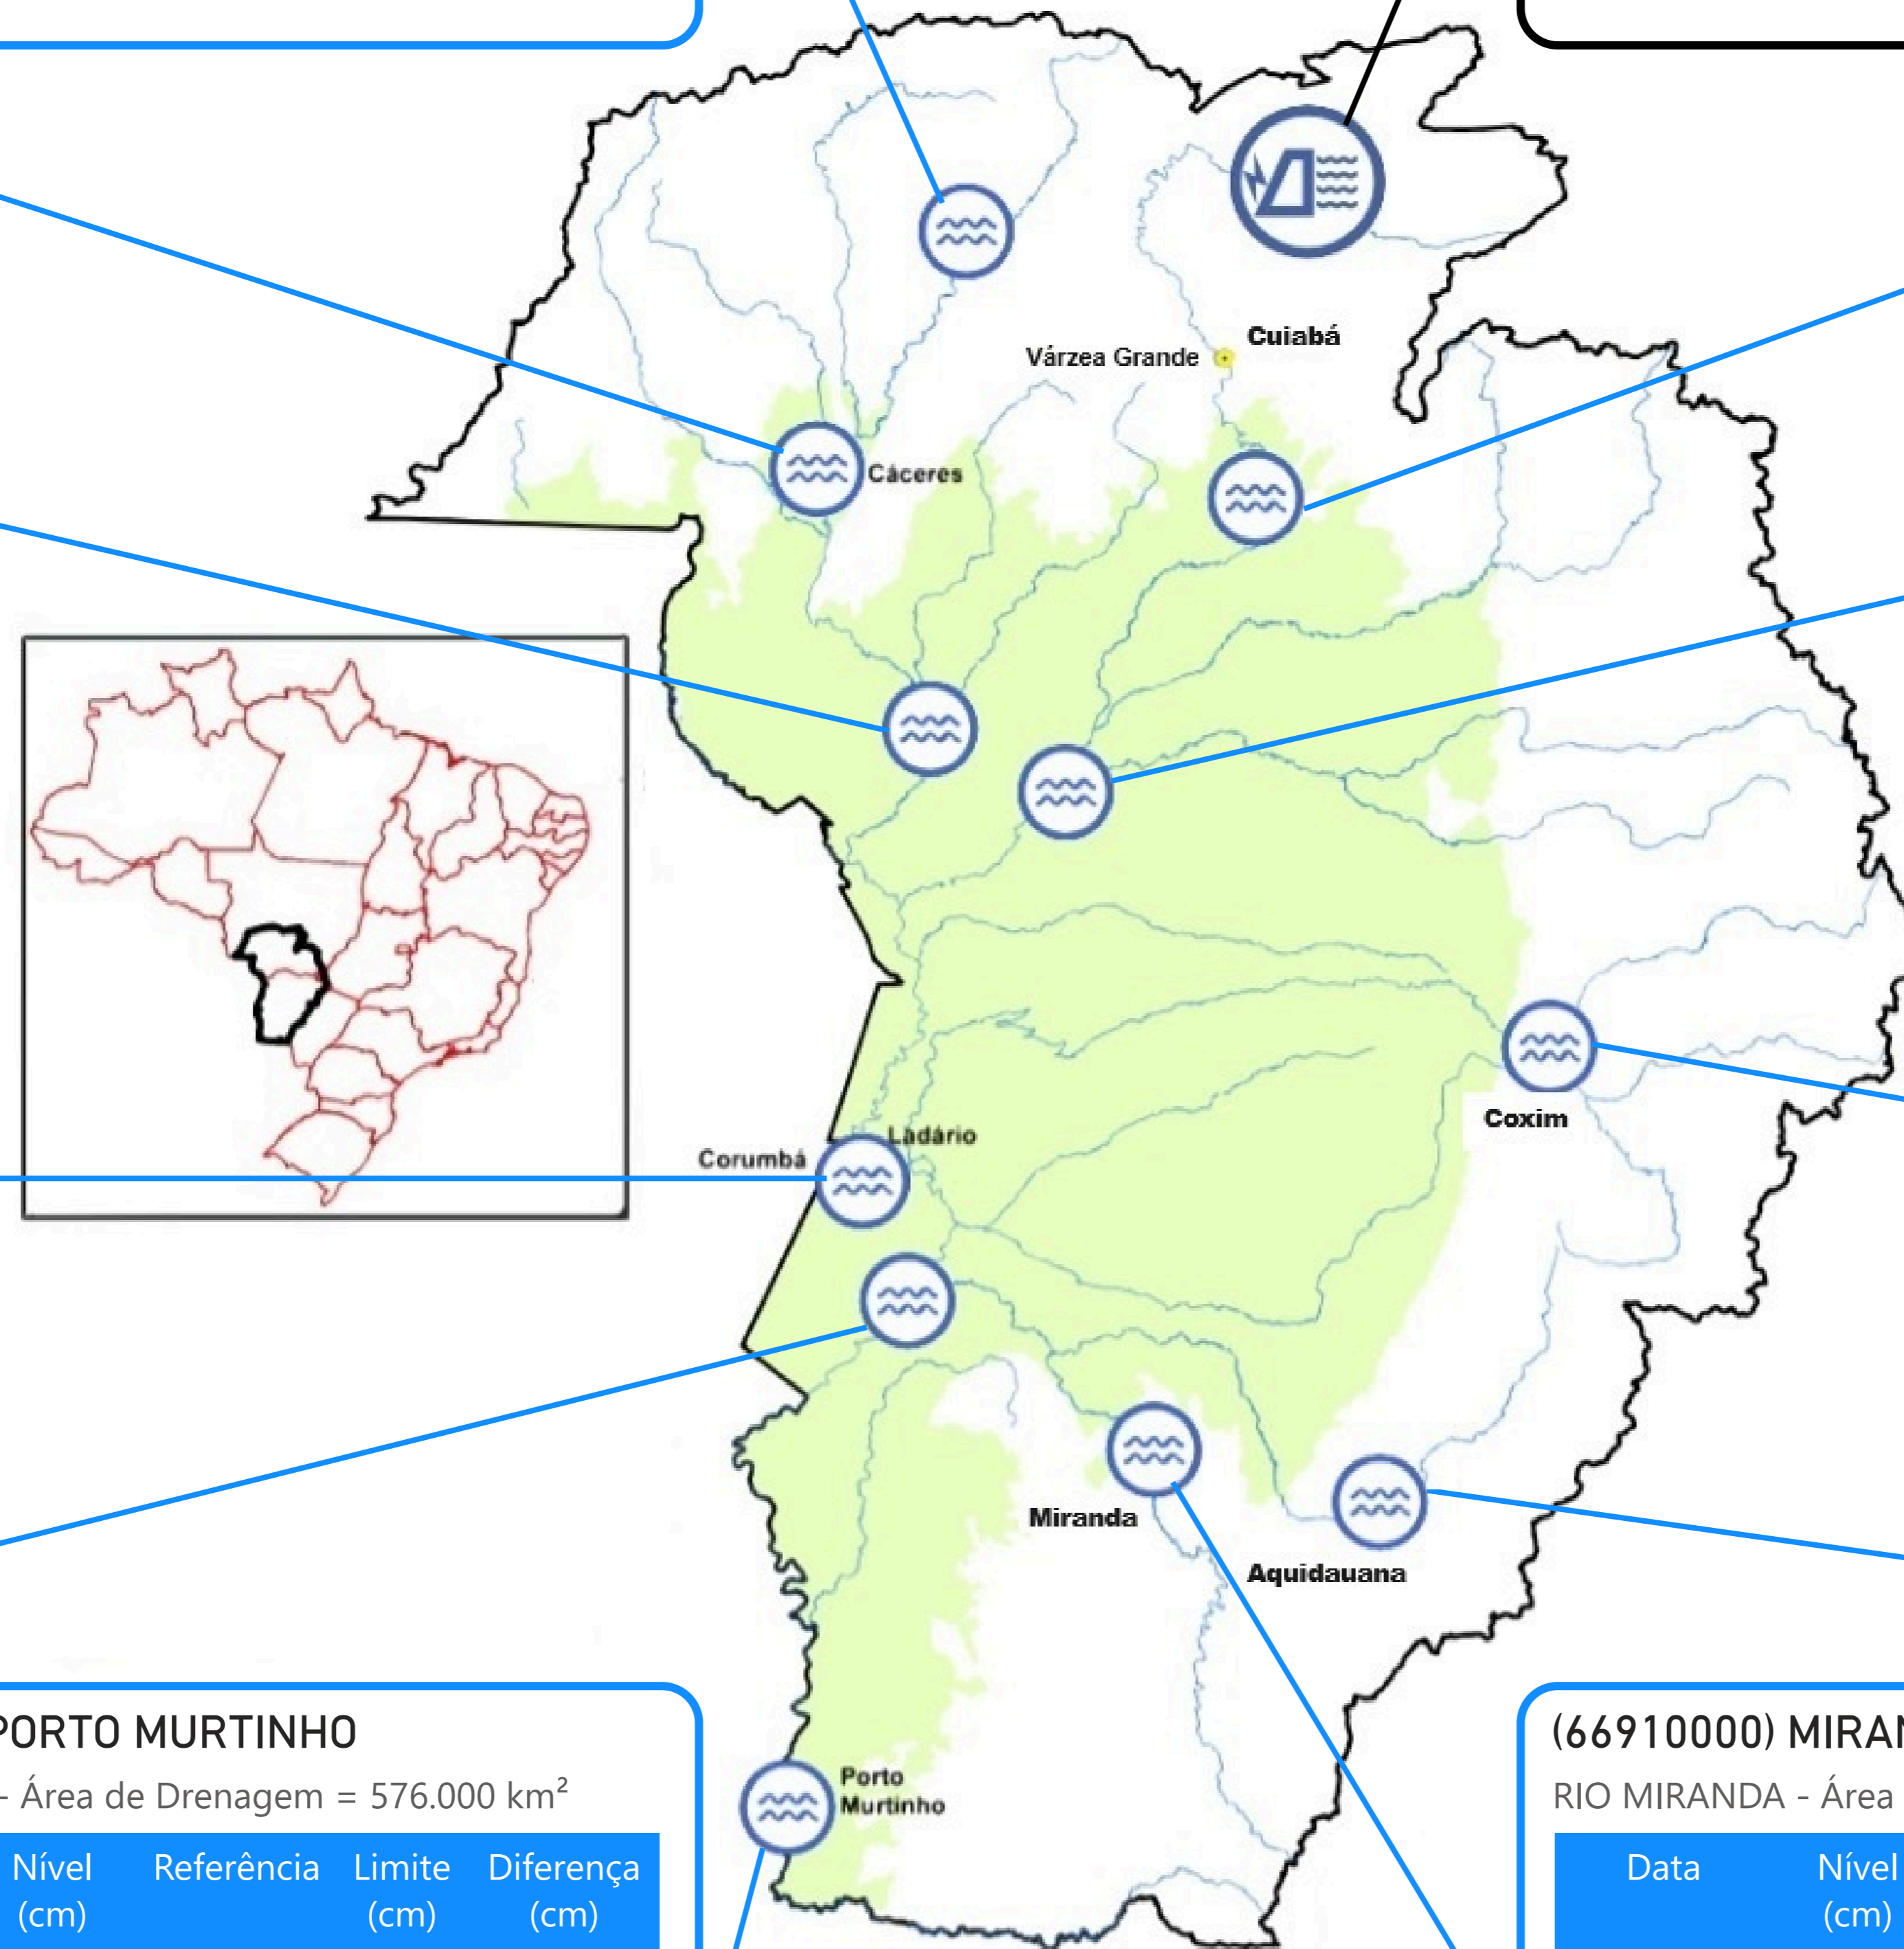 Cuiabá
Várzea Grande
Cáceres
Coxim
Ladário
Corumbá
Miranda
Aquidauana
Porto
Murtinho
PORTO MURTINHO
- Área de Drenagem = 576.000 km²
Nível Referência Limite Diferença
(cm) (cm) (cm)
(66910000) MIRAN
RIO MIRANDA - Área
Data Nível
(cm)